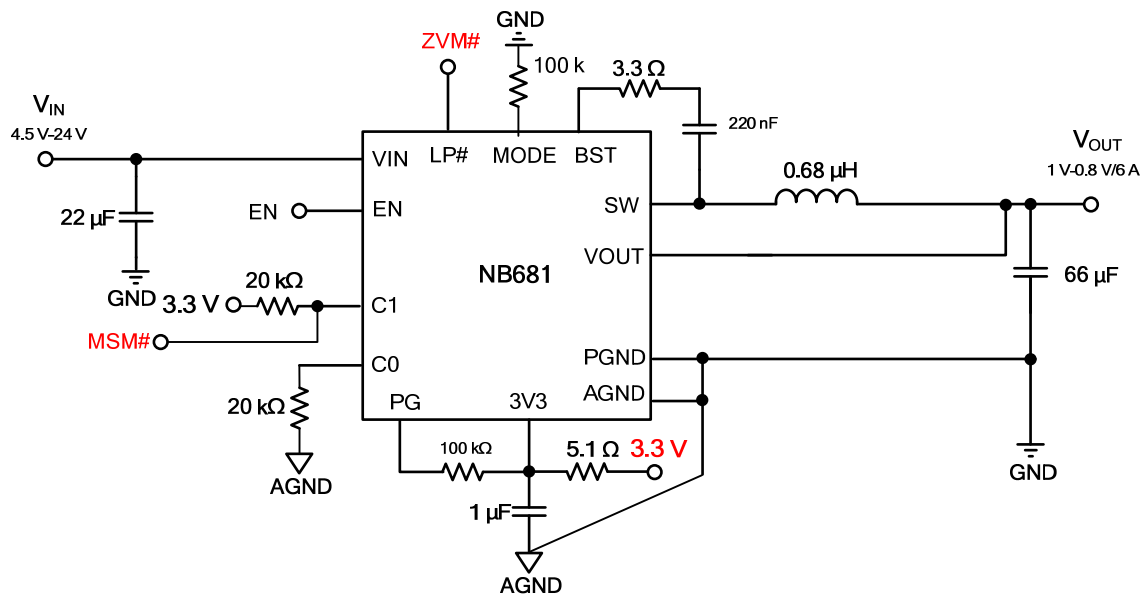 GND
ZVM#
100 k
3.3 Ω
VIN
4.5 V-24 V
220 nF
VOUT
1 V-0.8 V/6 A
VIN
LP#
MODE
BST
0.68 µH
EN
EN
SW
22 µF
VOUT
NB681
66 µF
20 kΩ
GND
3.3 V
C1
MSM#
PGND
C0
AGND
20 kΩ
PG
3V3
100 kΩ
5.1 Ω
3.3 V
GND
AGND
1 µF
AGND